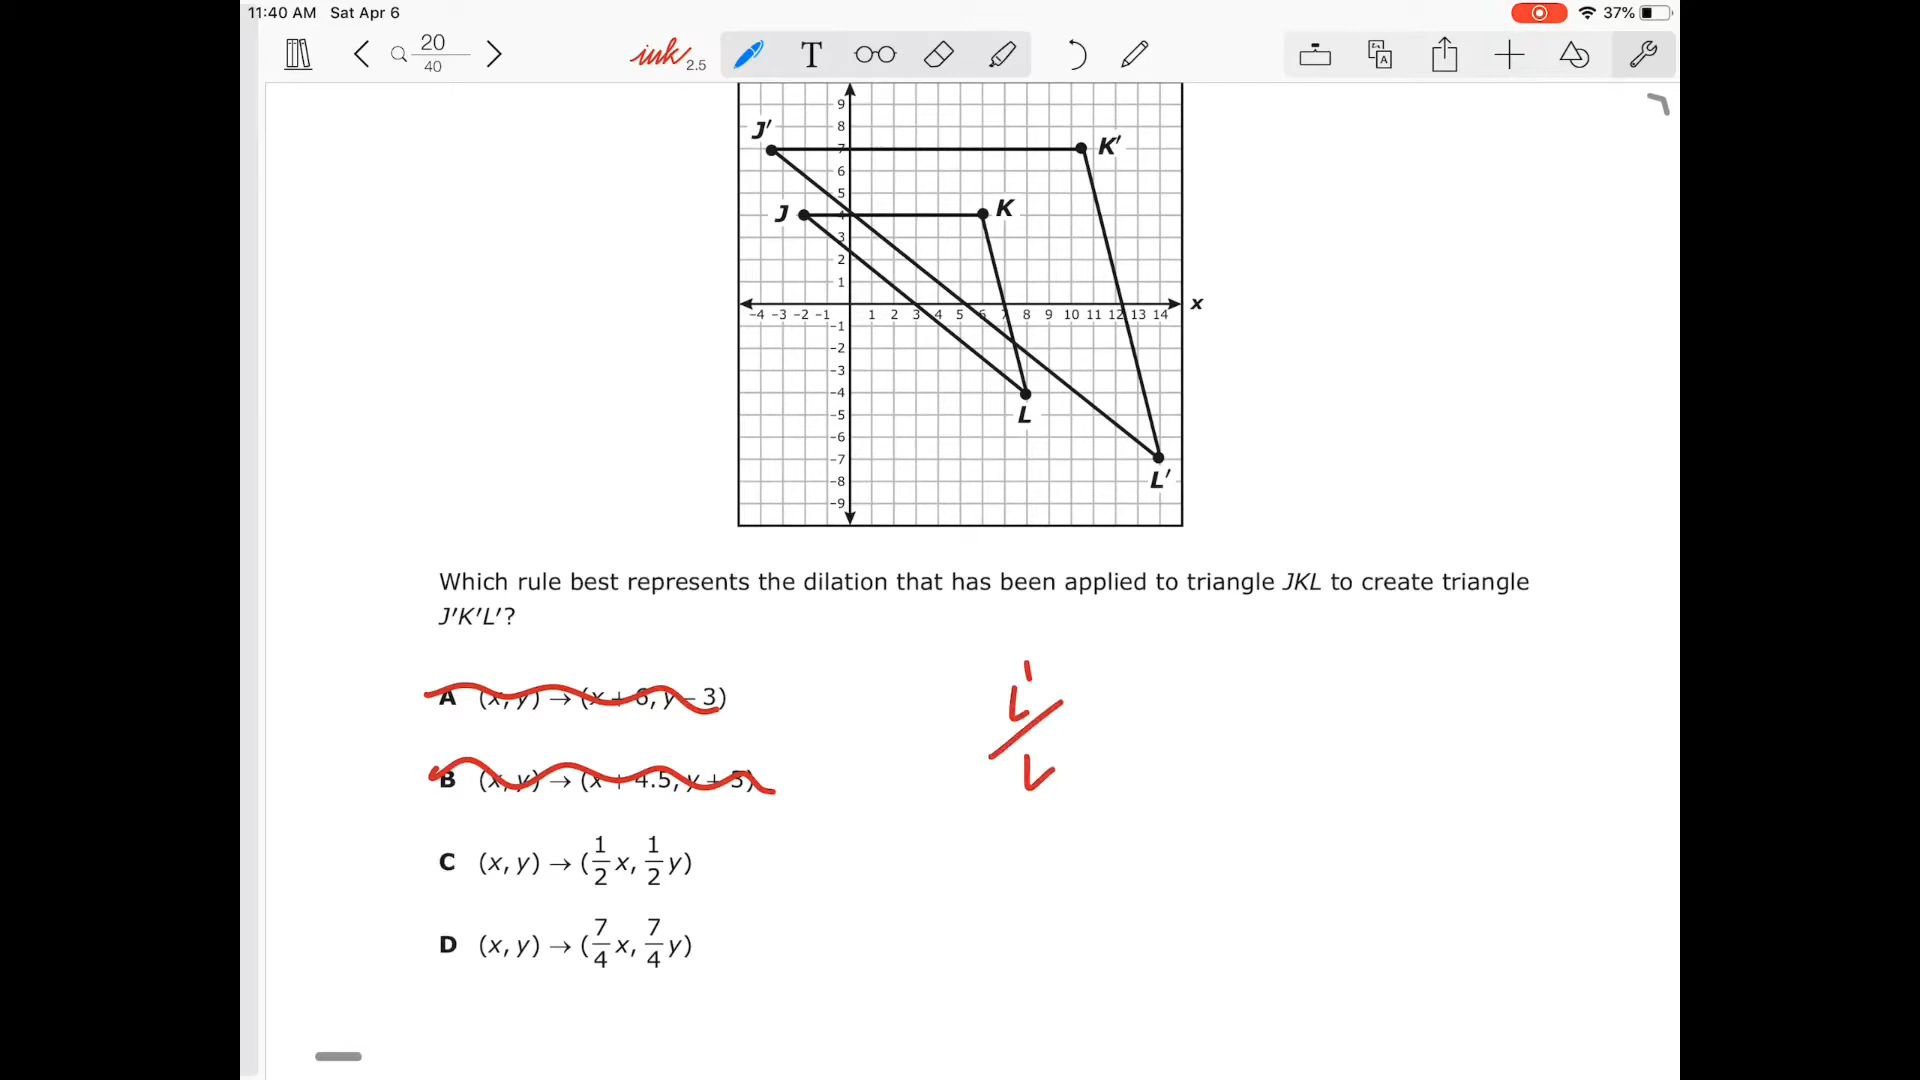 11:40 AM Sat Apr 6 37%
20
40
ink 2.5 T
9
J′ 8
7 K′
6
5
J 4 K
3
2
1
x
-4 -3 -2 -1 1 2 3 4 5 6 7 8 9 10 11 12 13 14
-1
-2
-3
-4
L -5
-6
-7
L′ -8
-9
Which rule best represents the dilation that has been applied to triangle JKL to create triangle
J′K′L′?
A (x, y) → (x + 6, y − 3)
B (x, y) → (x + 4.5, y + 3)
C (x, y) → (1/2 x, 1/2 y)
D (x, y) → (7/4 x, 7/4 y)
L'
L